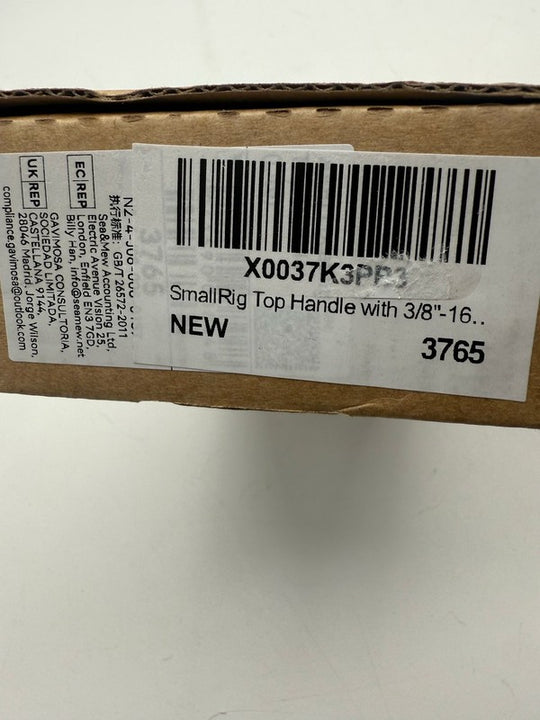 X0037K3PP3
SmallRig Top Handle with 3/8"-16..
NEW
3765
执行标准: GB/T 26572-2011
EC REP
Sea&Mew Accounting Ltd,
Electric Avenue Vision 25,
London, Enfield EN3 7GD,
Billy Han, info@seamew.net
UK REP
GAVIMOSA CONSULTORIA,
SOCIEDAD LIMITADA,
CASTELLANA 9144,
28046 Madrid, Jorge Wilson,
compliance.gavimosa@outlook.com
3765